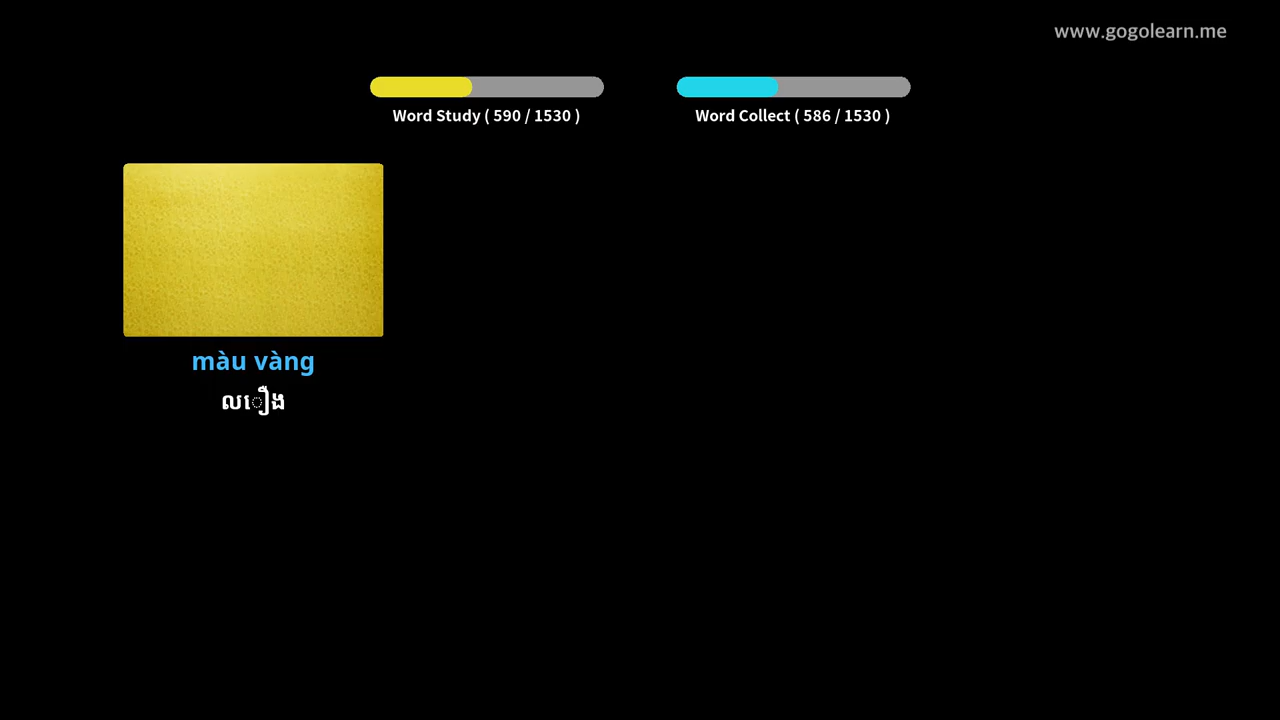 www.gogolearn.me
Word Study ( 590 / 1530 )
Word Collect ( 586 / 1530 )
màu vàng
លឿង